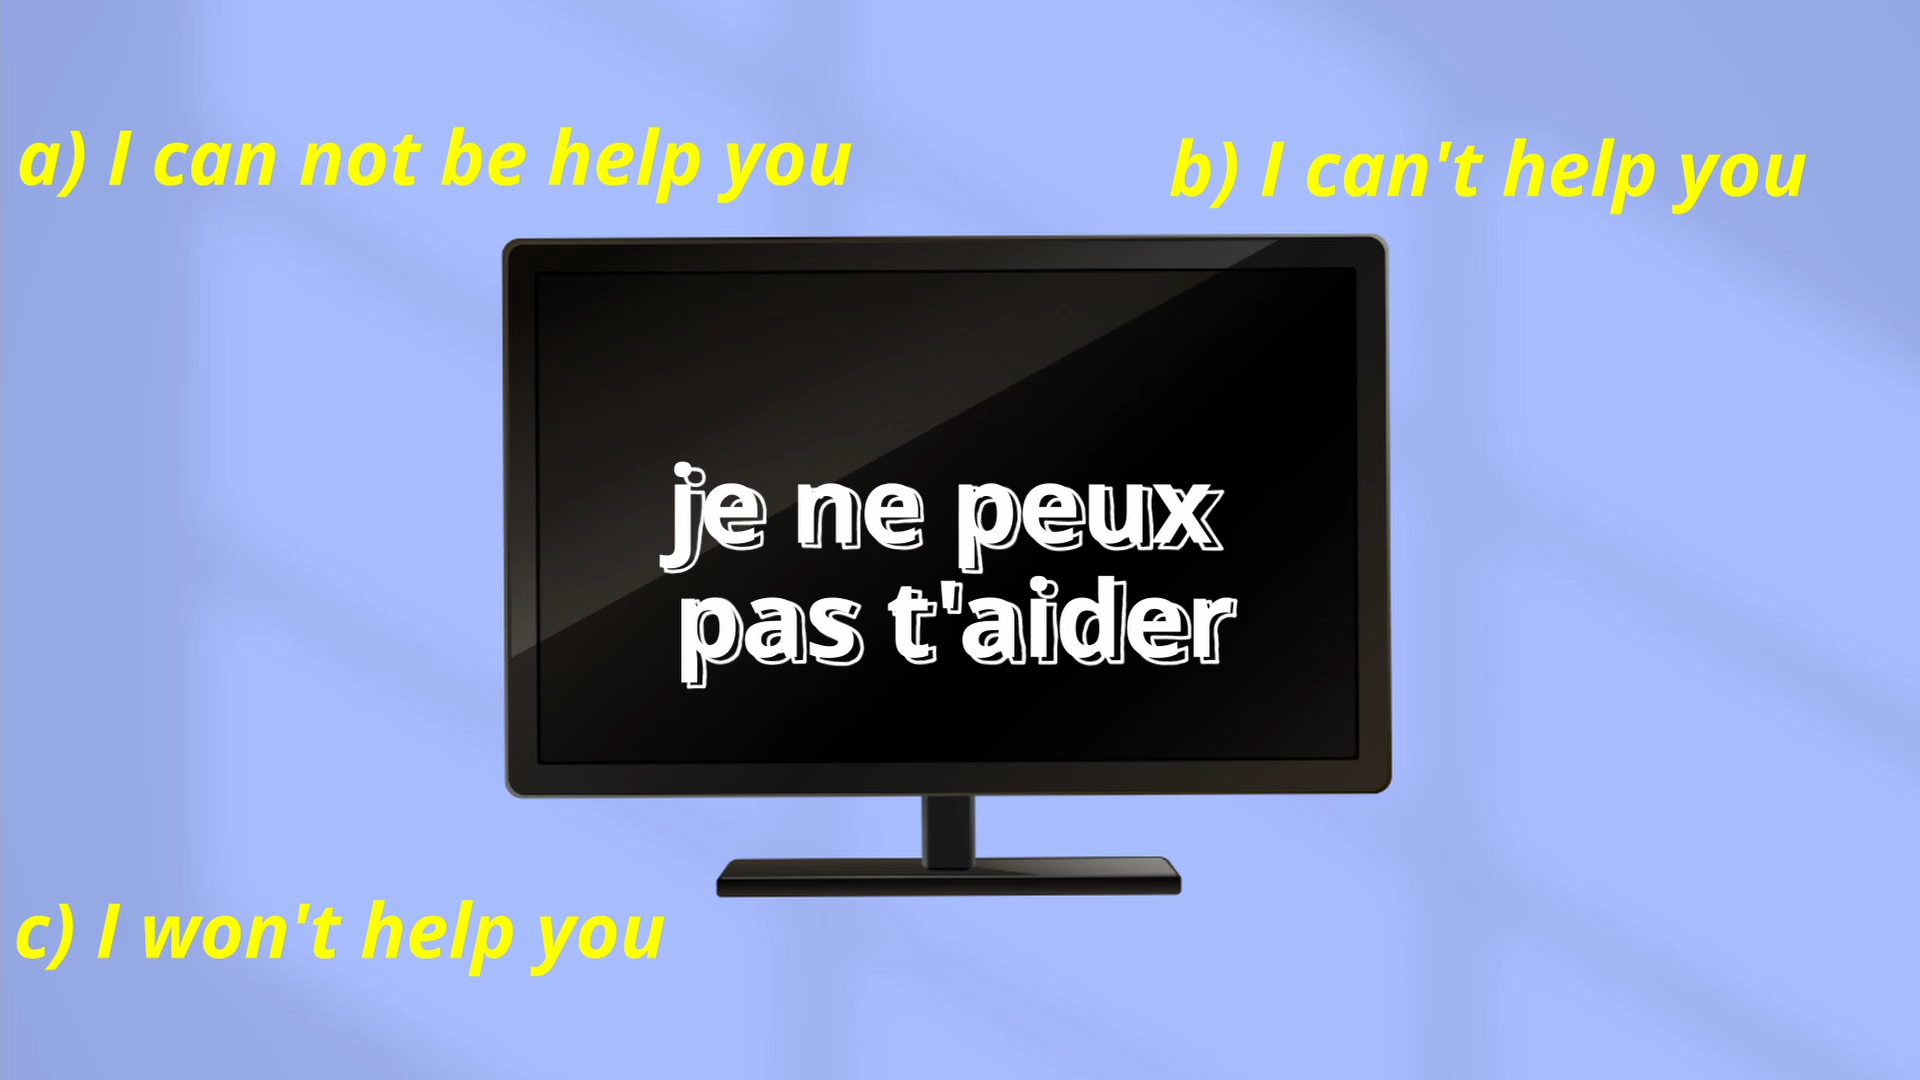 a) I can not be help you
b) I can't help you
je ne peux
pas t'aider
c) I won't help you